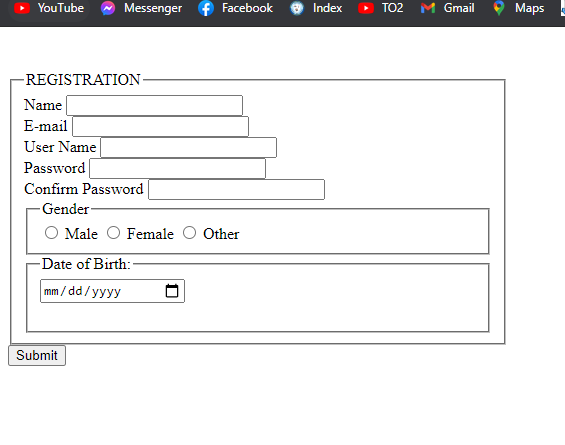 YouTube Messenger Facebook Index TO2 Gmail Maps
REGISTRATION
Name
E-mail
User Name
Password
Confirm Password
Gender
Male Female Other
Date of Birth:
mm/dd/yyyy
Submit